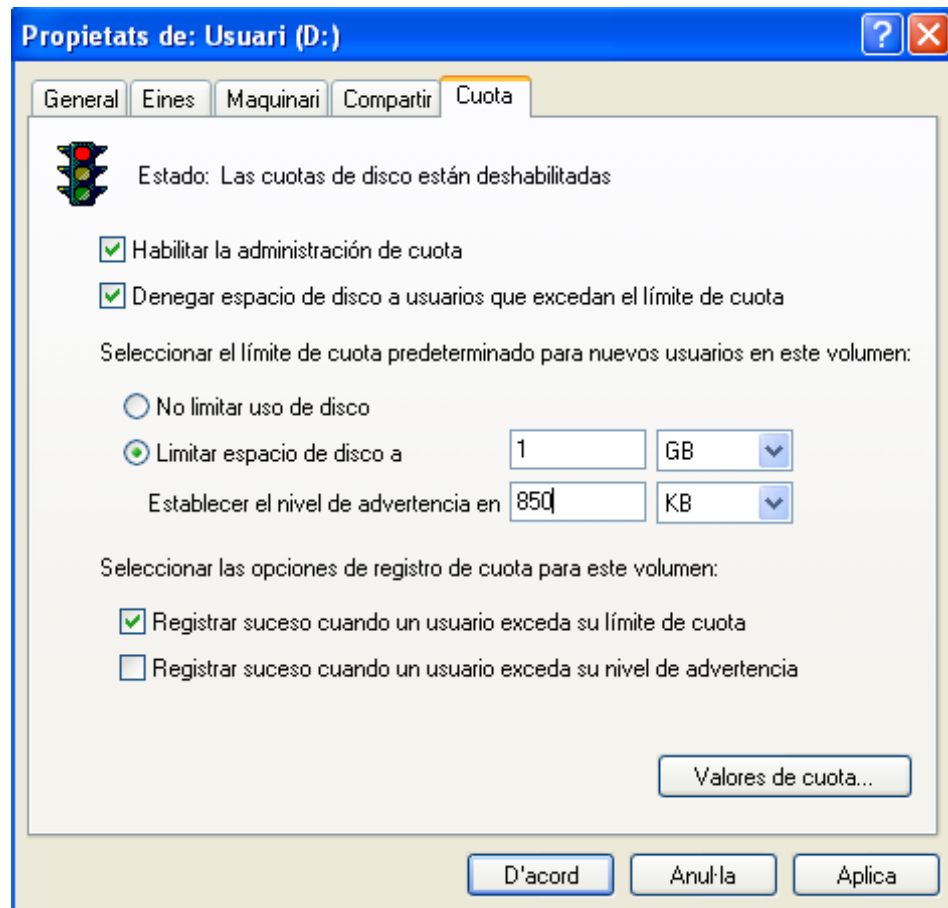 Propietats de: Usuari (D:)
General Eines Maquinari Compartir Cuota
Estado: Las cuotas de disco están deshabilitadas
Habilitar la administración de cuota
Denegar espacio de disco a usuarios que excedan el límite de cuota
Seleccionar el límite de cuota predeterminado para nuevos usuarios en este volumen:
No limitar uso de disco
Limitar espacio de disco a 1 GB
Establecer el nivel de advertencia en 850 KB
Seleccionar las opciones de registro de cuota para este volumen:
Registrar suceso cuando un usuario exceda su límite de cuota
Registrar suceso cuando un usuario exceda su nivel de advertencia
Valores de cuota...
D'acord Anul·la Aplica